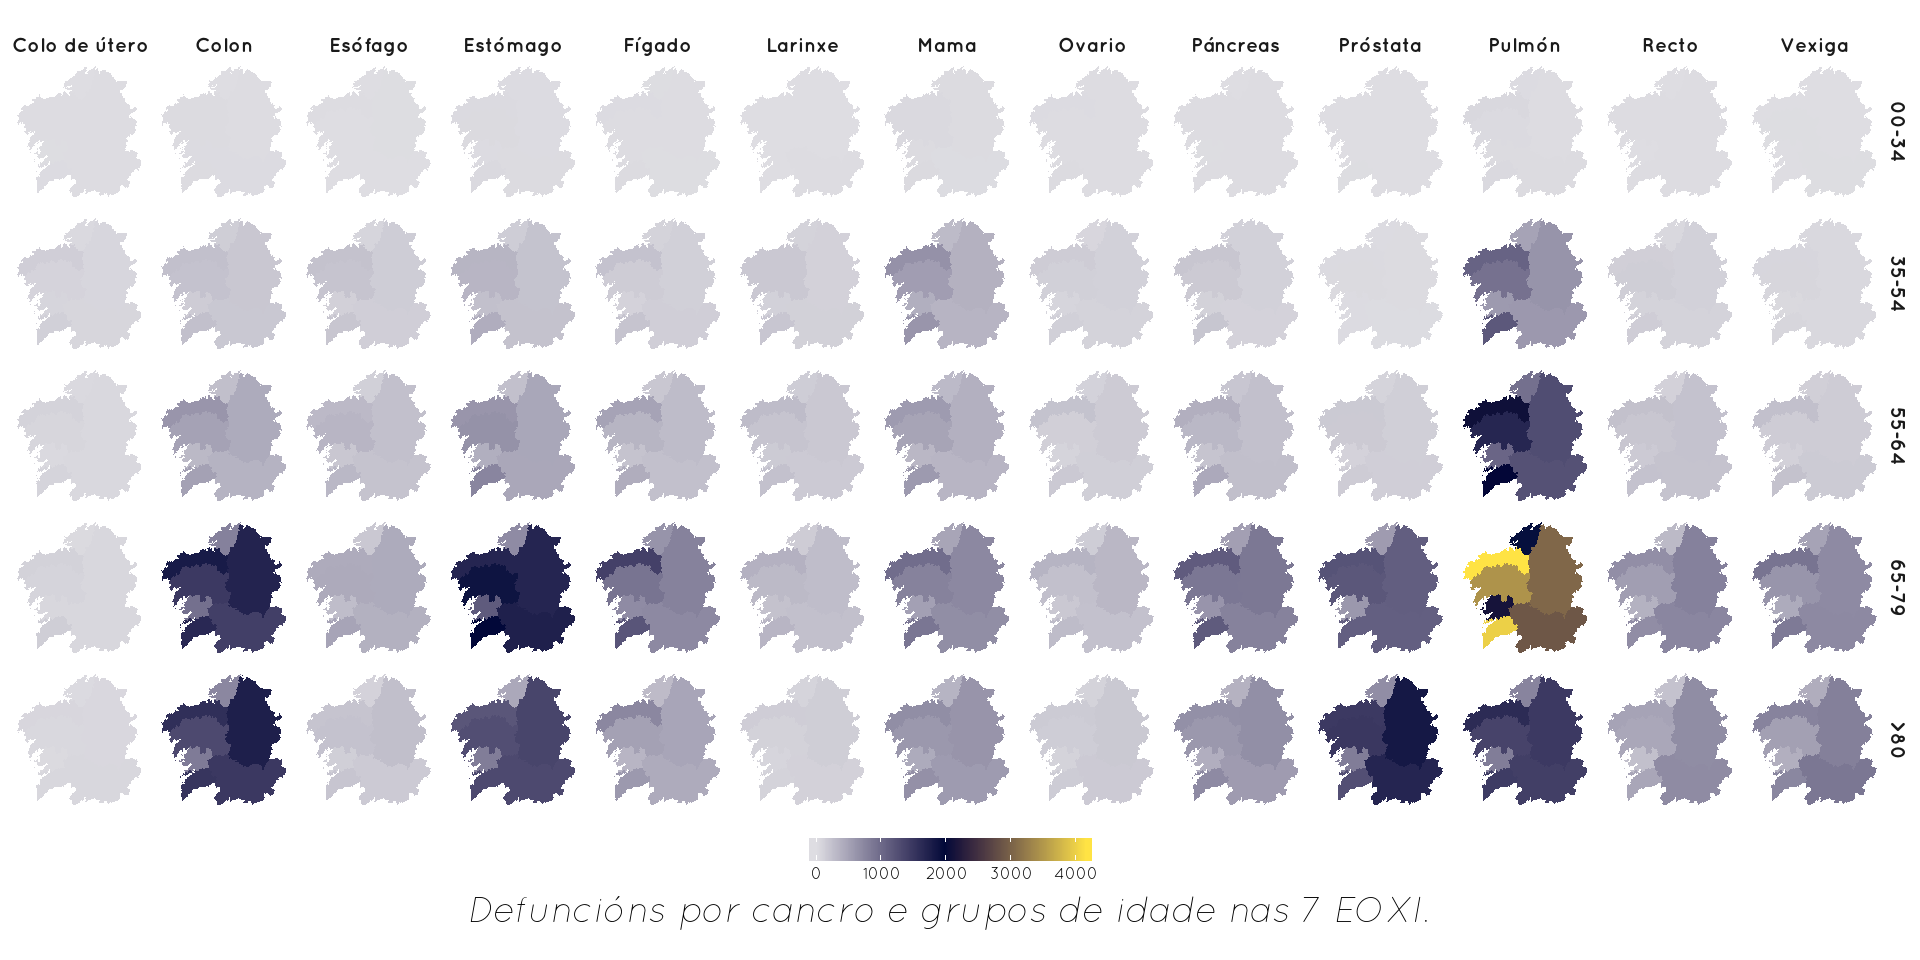 Colo de útero Colon Esófago Estómago Fígado Larinxe Mama Ovario Páncreas Próstata Pulmón Recto Vexiga
00-34
35-54
55-64
65-79
>80
0 1000 2000 3000 4000
Defuncións por cancro e grupos de idade nas 7 EOXI.